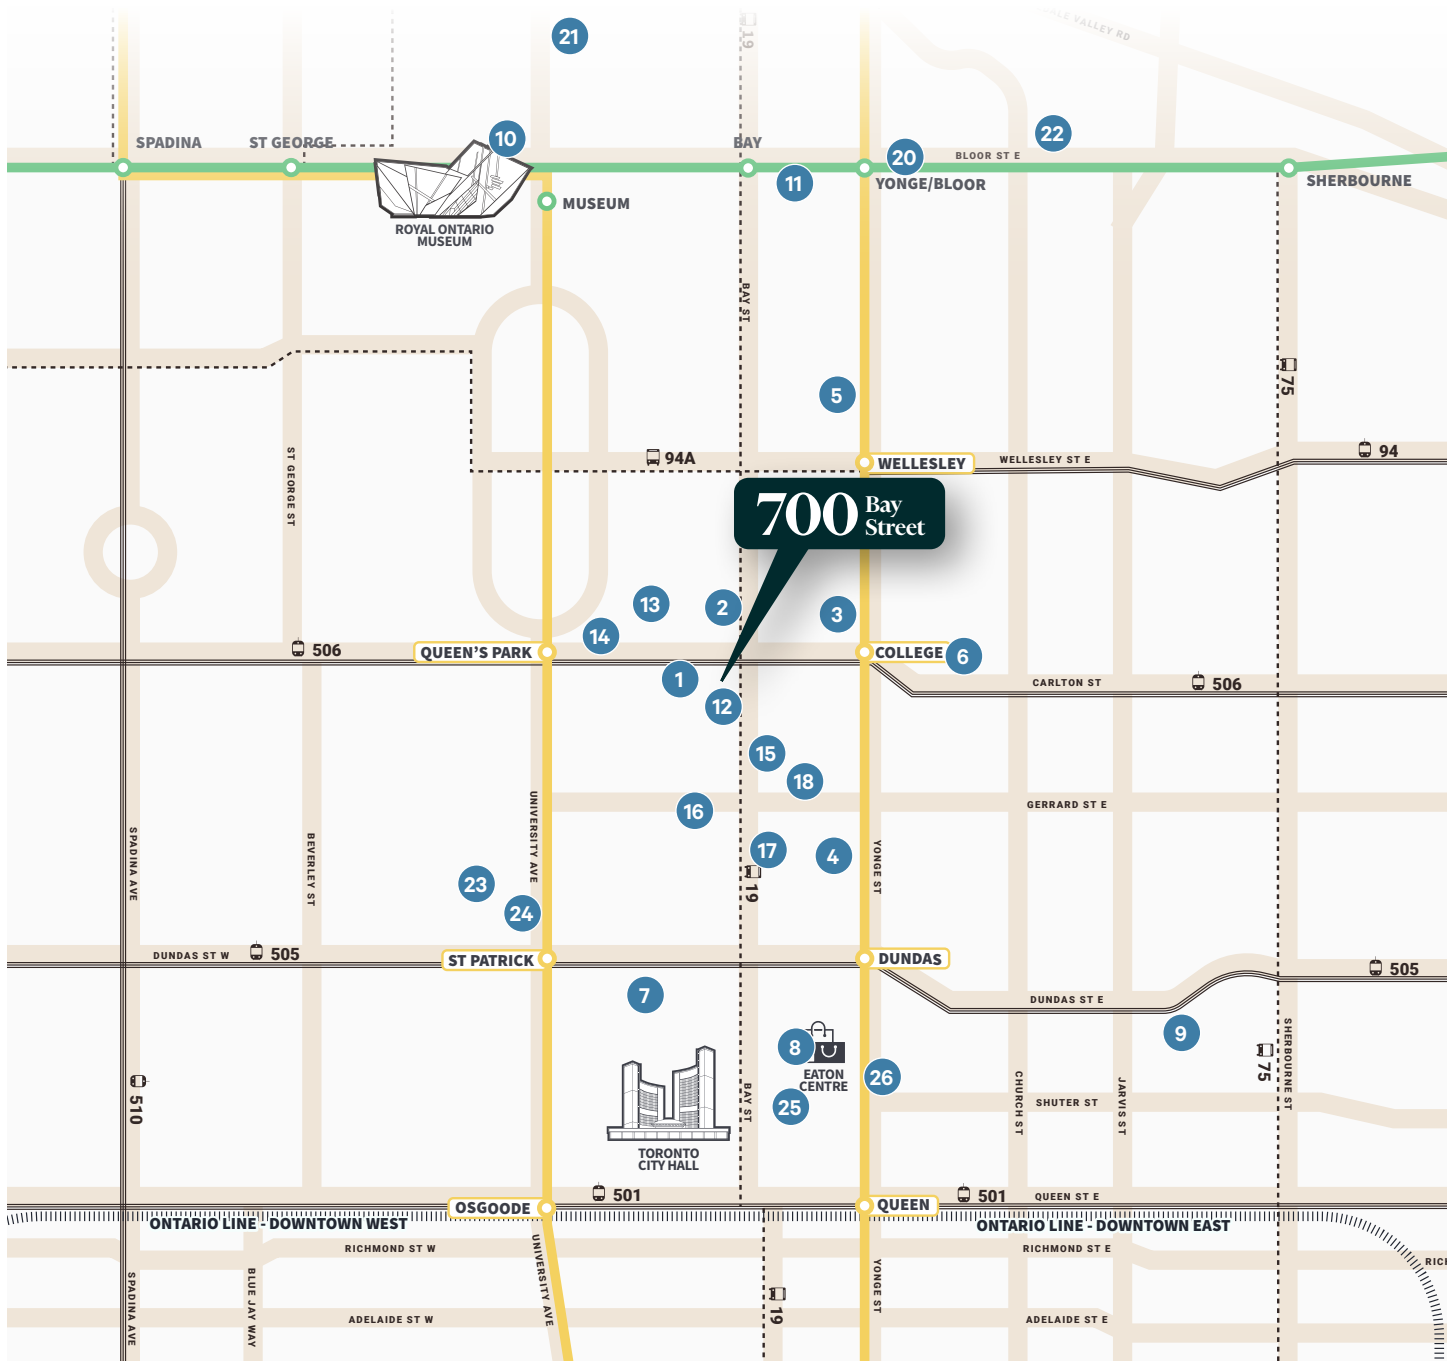 21
19
VALLEY RD
SPADINA
ST GEORGE
10
BAY
20
BLOOR ST E
22
11
YONGE/BLOOR
SHERBOURNE
MUSEUM
ROYAL ONTARIO
MUSEUM
BAY ST
5
75
ST GEORGE ST
94A
WELLESLEY
WELLESLEY ST E
94
700 Bay
Street
13
2
3
14
506
QUEEN'S PARK
COLLEGE
6
1
12
CARLTON ST
506
15
18
16
GERRARD ST E
SPADINA AVE
BEVERLEY ST
UNIVERSITY AVE
17
4
YONGE ST
19
23
24
DUNDAS ST W
505
ST PATRICK
DUNDAS
505
7
DUNDAS ST E
9
8
EATON
CENTRE
26
25
510
BAY ST
CHURCH ST
SHUTER ST
JARVIS ST
75
SHERBOURNE ST
TORONTO
CITY HALL
501
OSGOODE
QUEEN
501
QUEEN ST E
ONTARIO LINE - DOWNTOWN WEST
ONTARIO LINE - DOWNTOWN EAST
RICHMOND ST W
RICHMOND ST E
RICH
SPADINA AVE
BLUE JAY WAY
UNIVERSITY AVE
19
YONGE ST
ADELAIDE ST W
ADELAIDE ST E